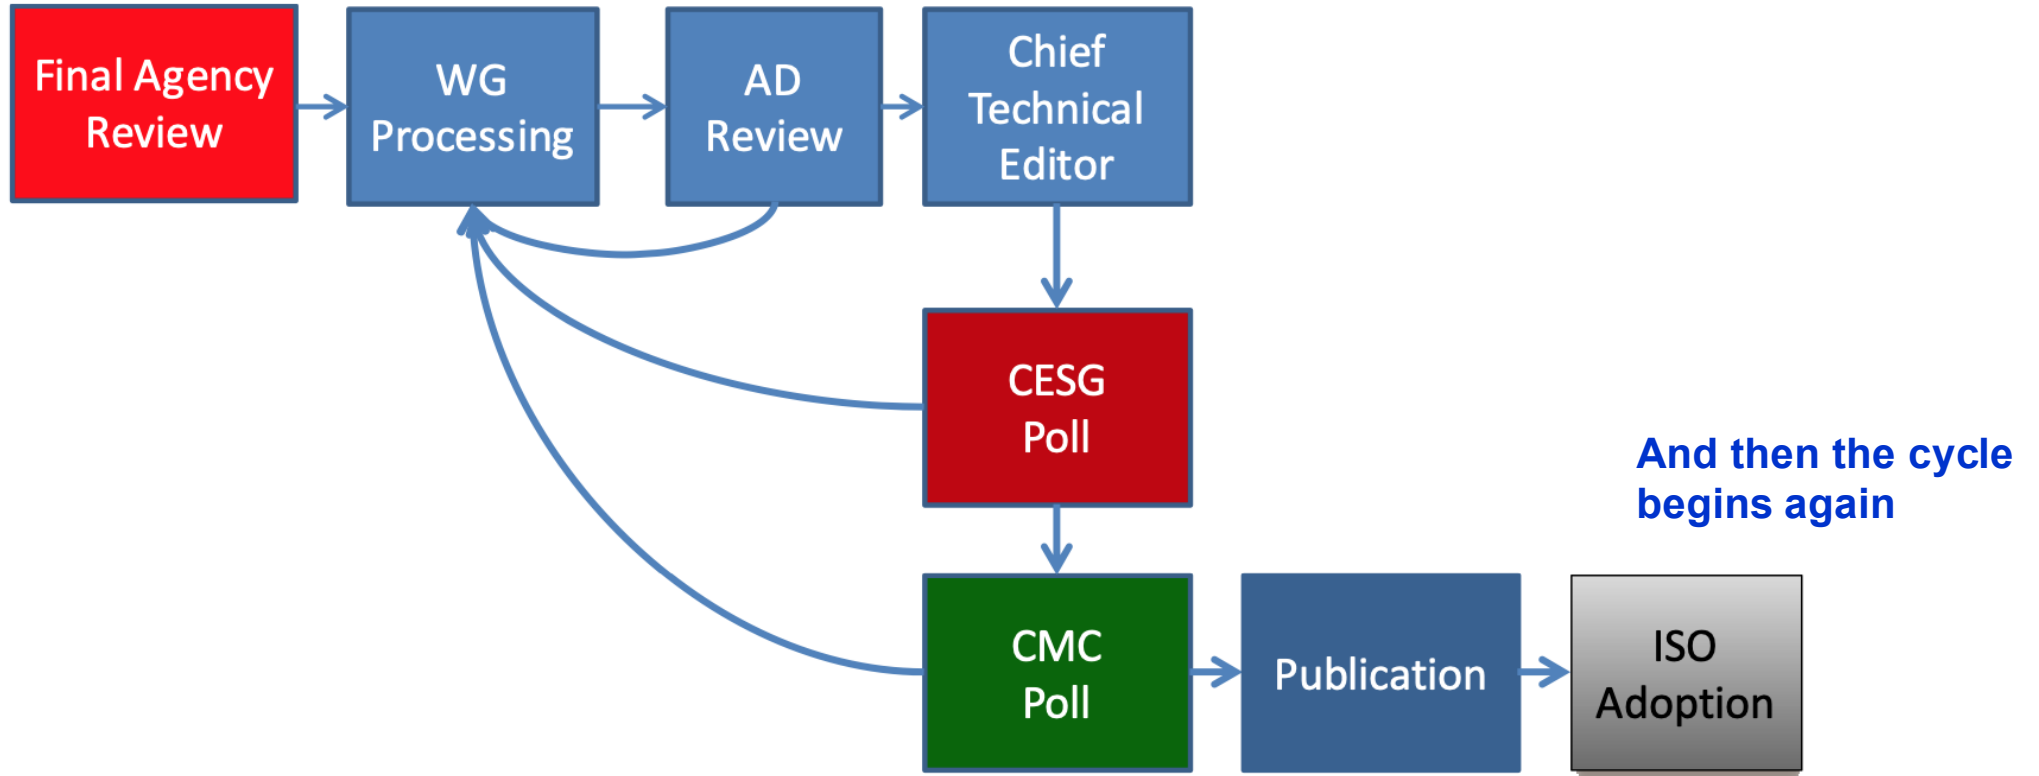 Final Agency
Review
WG
Processing
AD
Review
Chief
Technical
Editor
CESG
Poll
And then the cycle
begins again
CMC
Poll
Publication
ISO
Adoption